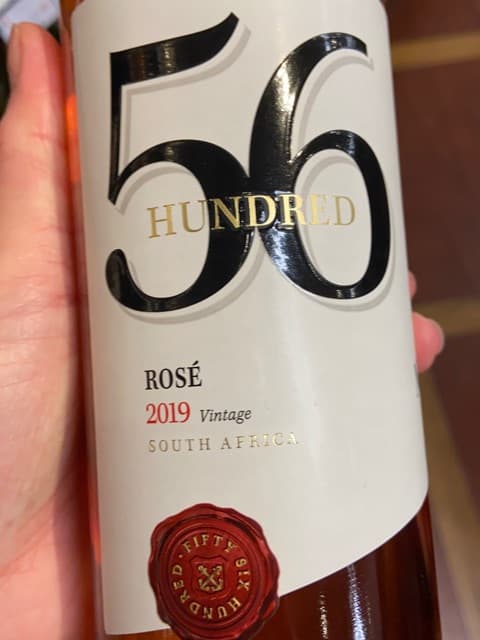 56
HUNDRED
ROSÉ
2019 Vintage
SOUTH AFRICA
FIFTY SIX HUNDRED